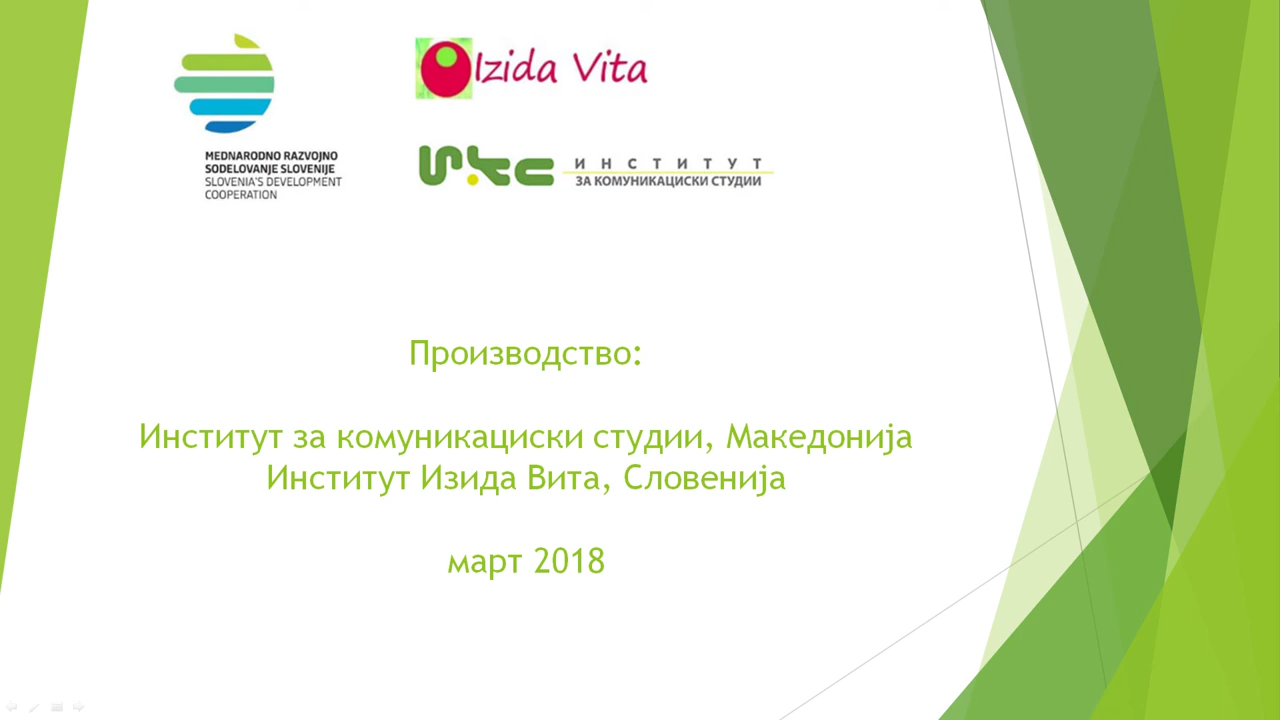 Izida Vita
MEDNARODNO RAZVOJNO
SODELOVANJE SLOVENIJE
SLOVENIA'S DEVELOPMENT
COOPERATION
ИНСТИТУТ
ЗА КОМУНИКАЦИСКИ СТУДИИ
Производство:
Институт за комуникациски студии, Македонија
Институт Изида Вита, Словенија
март 2018